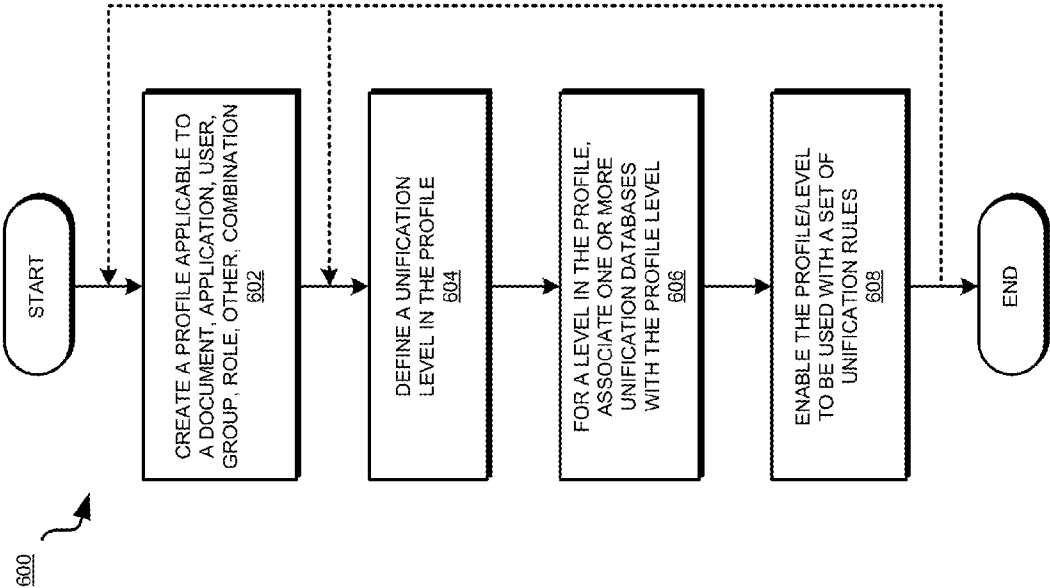 600
START
CREATE A PROFILE APPLICABLE TO
A DOCUMENT, APPLICATION, USER,
GROUP, ROLE, OTHER, COMBINATION
602
DEFINE A UNIFICATION
LEVEL IN THE PROFILE
604
FOR A LEVEL IN THE PROFILE,
ASSOCIATE ONE OR MORE
UNIFICATION DATABASES
WITH THE PROFILE LEVEL
606
ENABLE THE PROFILE/LEVEL
TO BE USED WITH A SET OF
UNIFICATION RULES
608
END